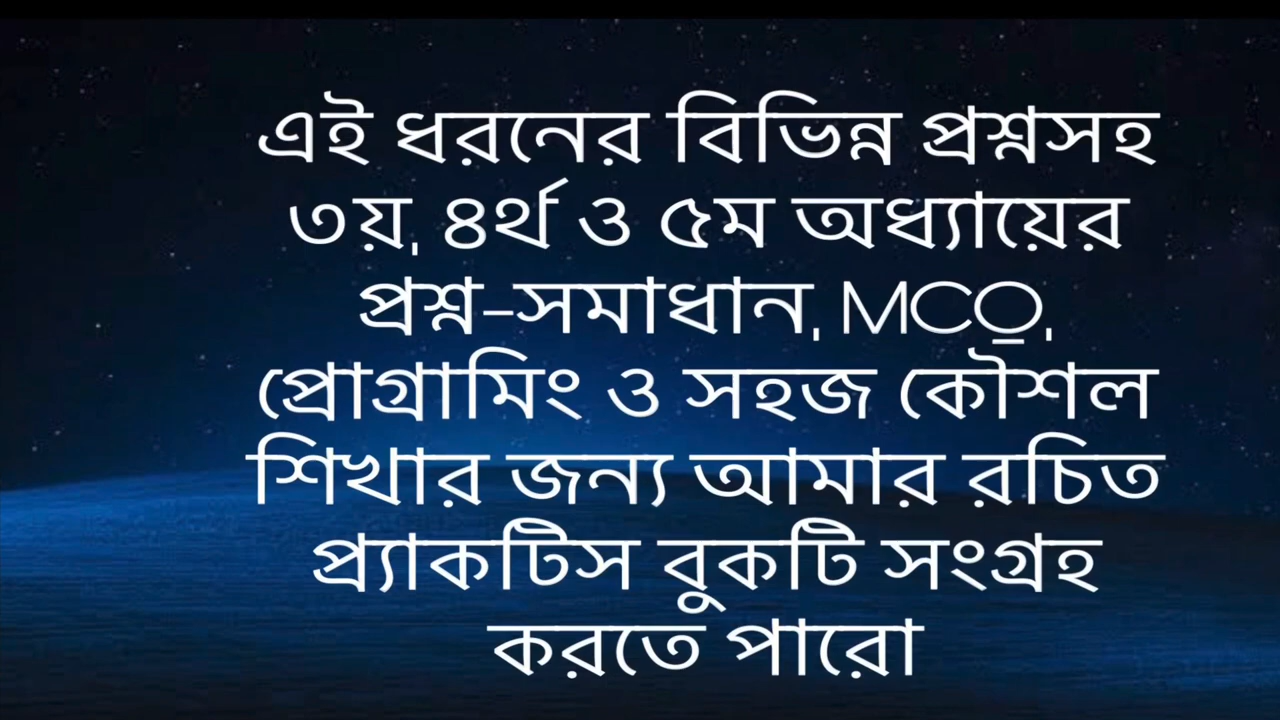 এই ধরনের বিভিন্ন প্রশ্নসহ
৩য়, ৪র্থ ও ৫ম অধ্যায়ের
প্রশ্ন-সমাধান, MCQ,
প্রোগ্রামিং ও সহজ কৌশল
শিখার জন্য আমার রচিত
প্র্যাকটিস বুকটি সংগ্রহ
করতে পারো